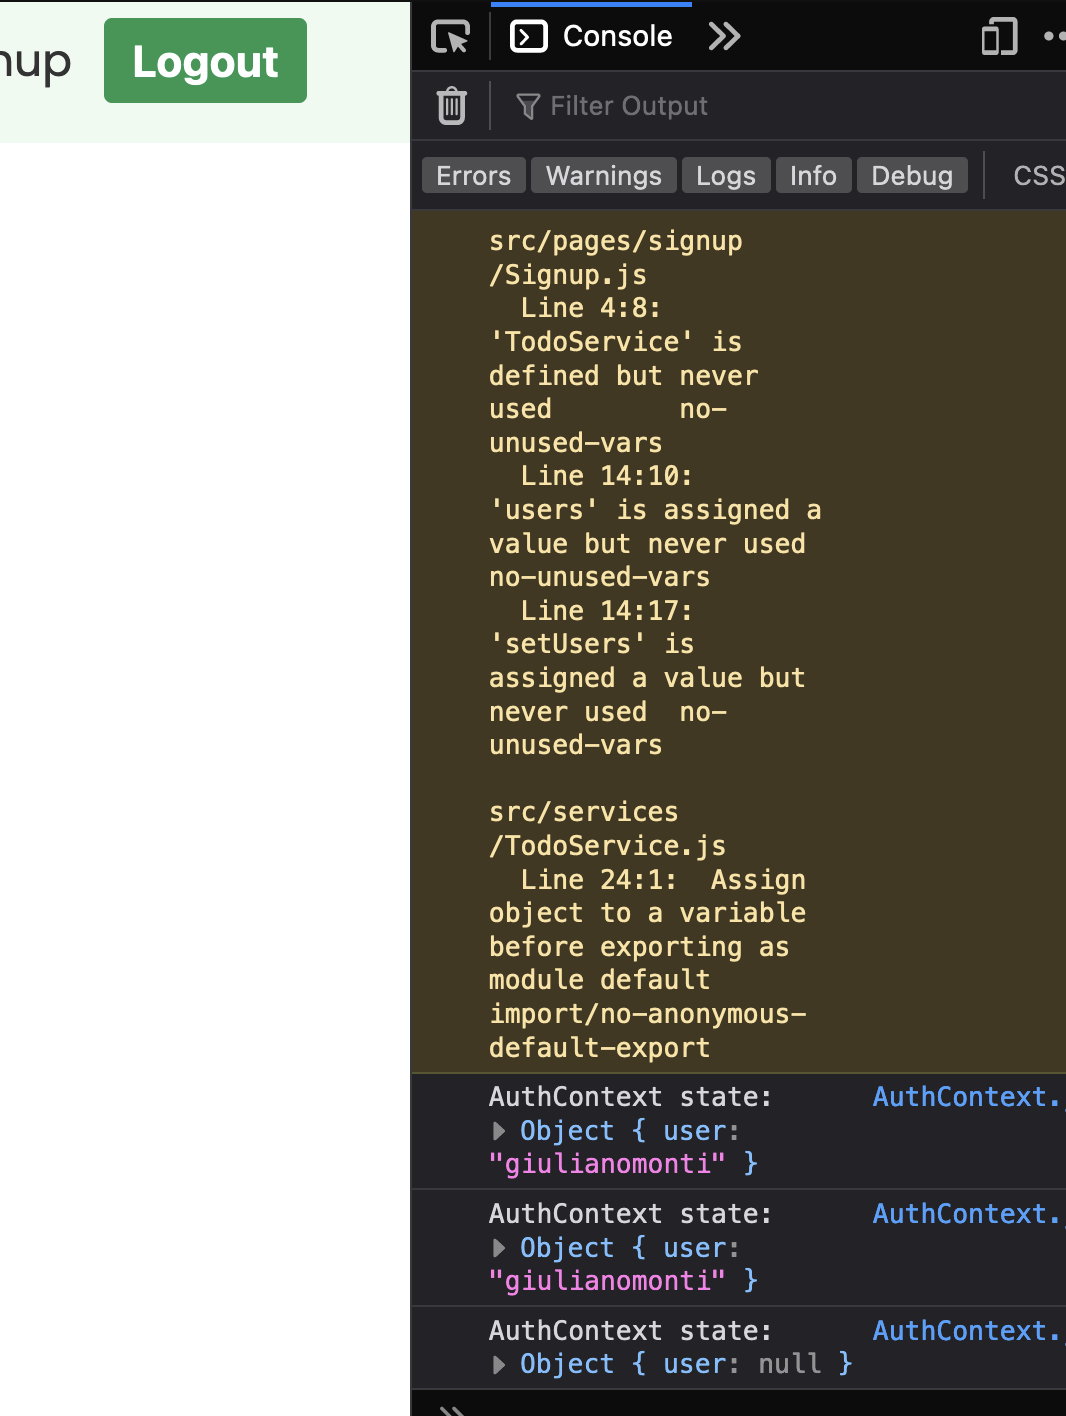 Logout
Console
Filter Output
Errors Warnings Logs Info Debug CSS
src/pages/signup
/Signup.js
Line 4:8:
'TodoService' is
defined but never
used no-
unused-vars
Line 14:10:
'users' is assigned a
value but never used
no-unused-vars
Line 14:17:
'setUsers' is
assigned a value but
never used no-
unused-vars
src/services
/TodoService.js
Line 24:1: Assign
object to a variable
before exporting as
module default
import/no-anonymous-
default-export
AuthContext state: AuthContext.
Object { user:
"giulianomonti" }
AuthContext state: AuthContext.
Object { user:
"giulianomonti" }
AuthContext state: AuthContext.
Object { user: null }